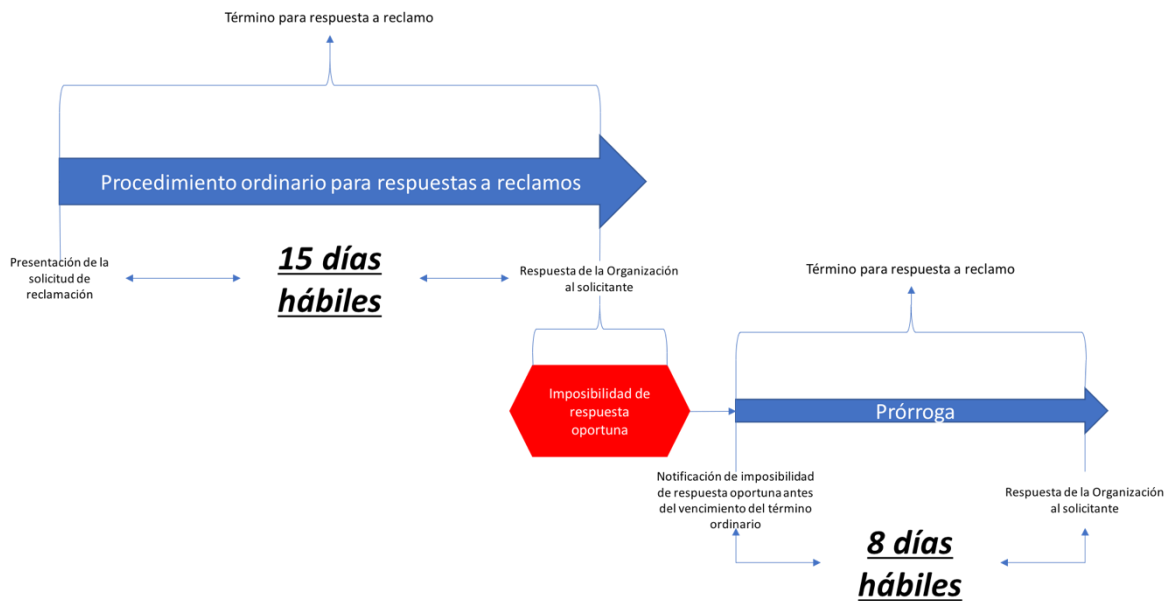 Término para respuesta a reclamo
Procedimiento ordinario para respuestas a reclamos
Presentación de la
solicitud de
reclamación
15 días
hábiles
Respuesta de la Organización
al solicitante
Término para respuesta a reclamo
Imposibilidad de
respuesta
oportuna
Prórroga
Notificación de imposibilidad
de respuesta oportuna antes
del vencimiento del término
ordinario
Respuesta de la Organización
al solicitante
8 días
hábiles